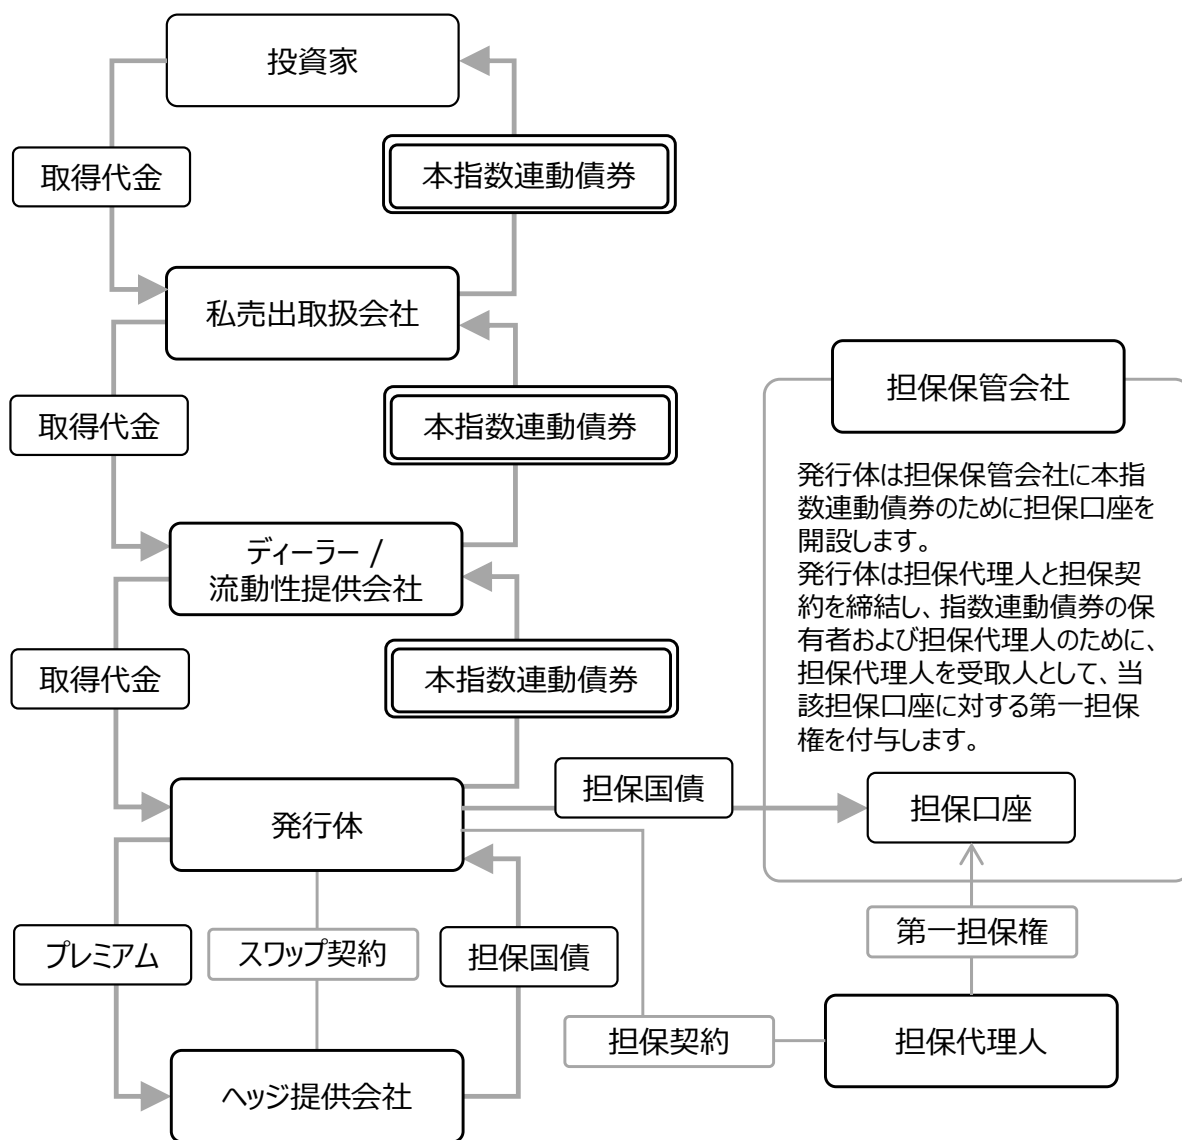 投資家
取得代金
本指数連動債券
私売出取扱会社
取得代金
本指数連動債券
ディーラー /
流動性提供会社
取得代金
本指数連動債券
発行体
プレミアム
スワップ契約
担保国債
ヘッジ提供会社
担保国債
担保契約
担保保管会社
発行体は担保保管会社に本指
数連動債券のために担保口座を
開設します。
発行体は担保代理人と担保契
約を締結し、指数連動債券の保
有者および担保代理人のために、
担保代理人を受取人として、当
該担保口座に対する第一担保
権を付与します。
担保口座
第一担保権
担保代理人